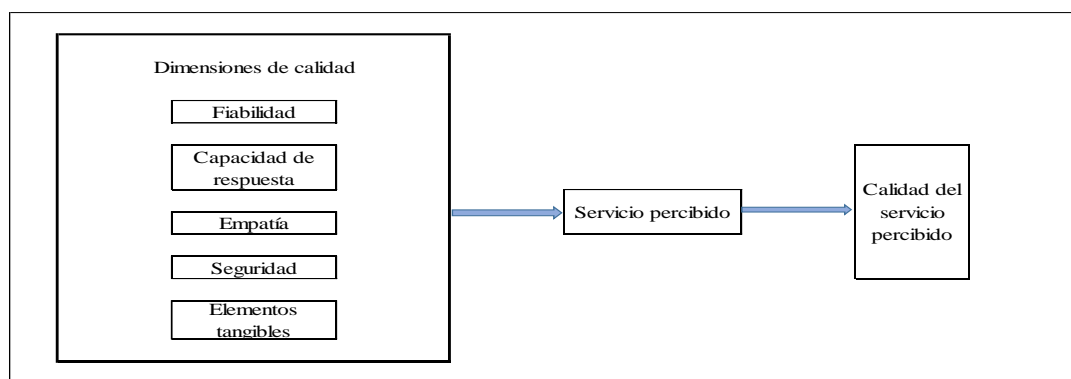 Dimensiones de calidad
Fiabilidad
Capacidad de
respuesta
Empatía
Seguridad
Elementos
tangibles
Servicio percibido
Calidad del
servicio
percibido